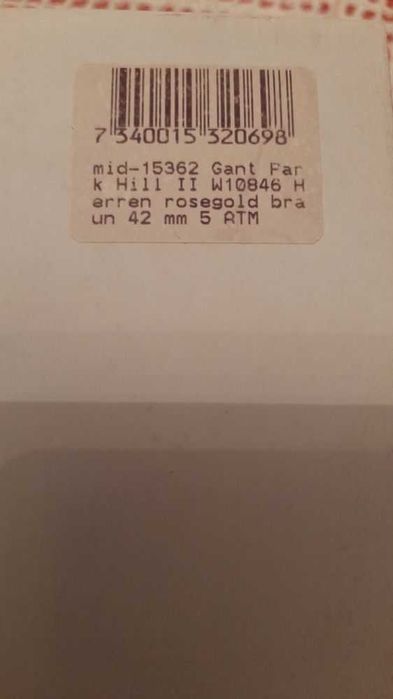 7 340015 320698
mid-15362 Gant Par
k Hill II W10846 H
erren rosegold bra
un 42 mm 5 ATM